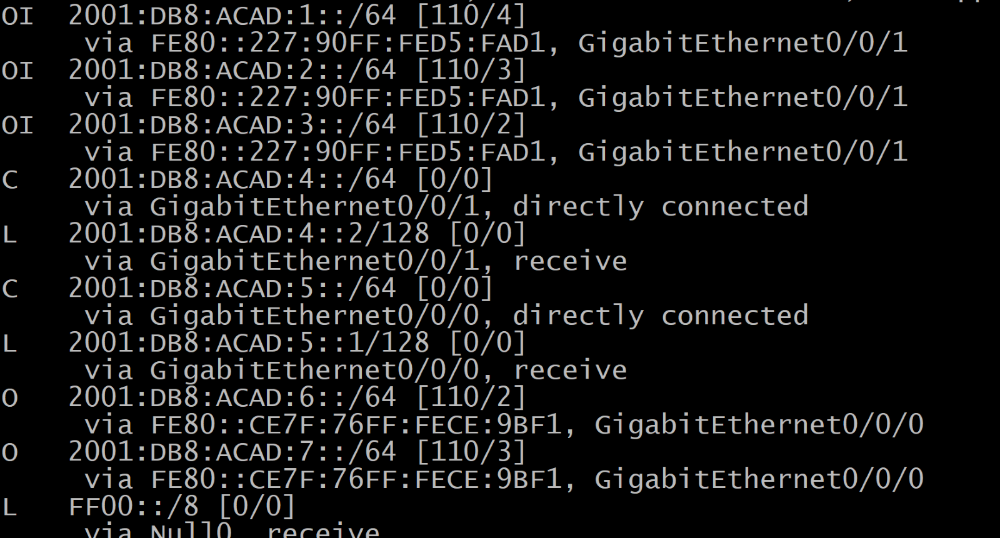 OI  2001:DB8:ACAD:1::/64 [110/4]
     via FE80::227:90FF:FED5:FAD1, GigabitEthernet0/0/1
OI  2001:DB8:ACAD:2::/64 [110/3]
     via FE80::227:90FF:FED5:FAD1, GigabitEthernet0/0/1
OI  2001:DB8:ACAD:3::/64 [110/2]
     via FE80::227:90FF:FED5:FAD1, GigabitEthernet0/0/1
C   2001:DB8:ACAD:4::/64 [0/0]
     via GigabitEthernet0/0/1, directly connected
L   2001:DB8:ACAD:4::2/128 [0/0]
     via GigabitEthernet0/0/1, receive
C   2001:DB8:ACAD:5::/64 [0/0]
     via GigabitEthernet0/0/0, directly connected
L   2001:DB8:ACAD:5::1/128 [0/0]
     via GigabitEthernet0/0/0, receive
O   2001:DB8:ACAD:6::/64 [110/2]
     via FE80::CE7F:76FF:FECE:9BF1, GigabitEthernet0/0/0
O   2001:DB8:ACAD:7::/64 [110/3]
     via FE80::CE7F:76FF:FECE:9BF1, GigabitEthernet0/0/0
L   FF00::/8 [0/0]
     via Null0, receive